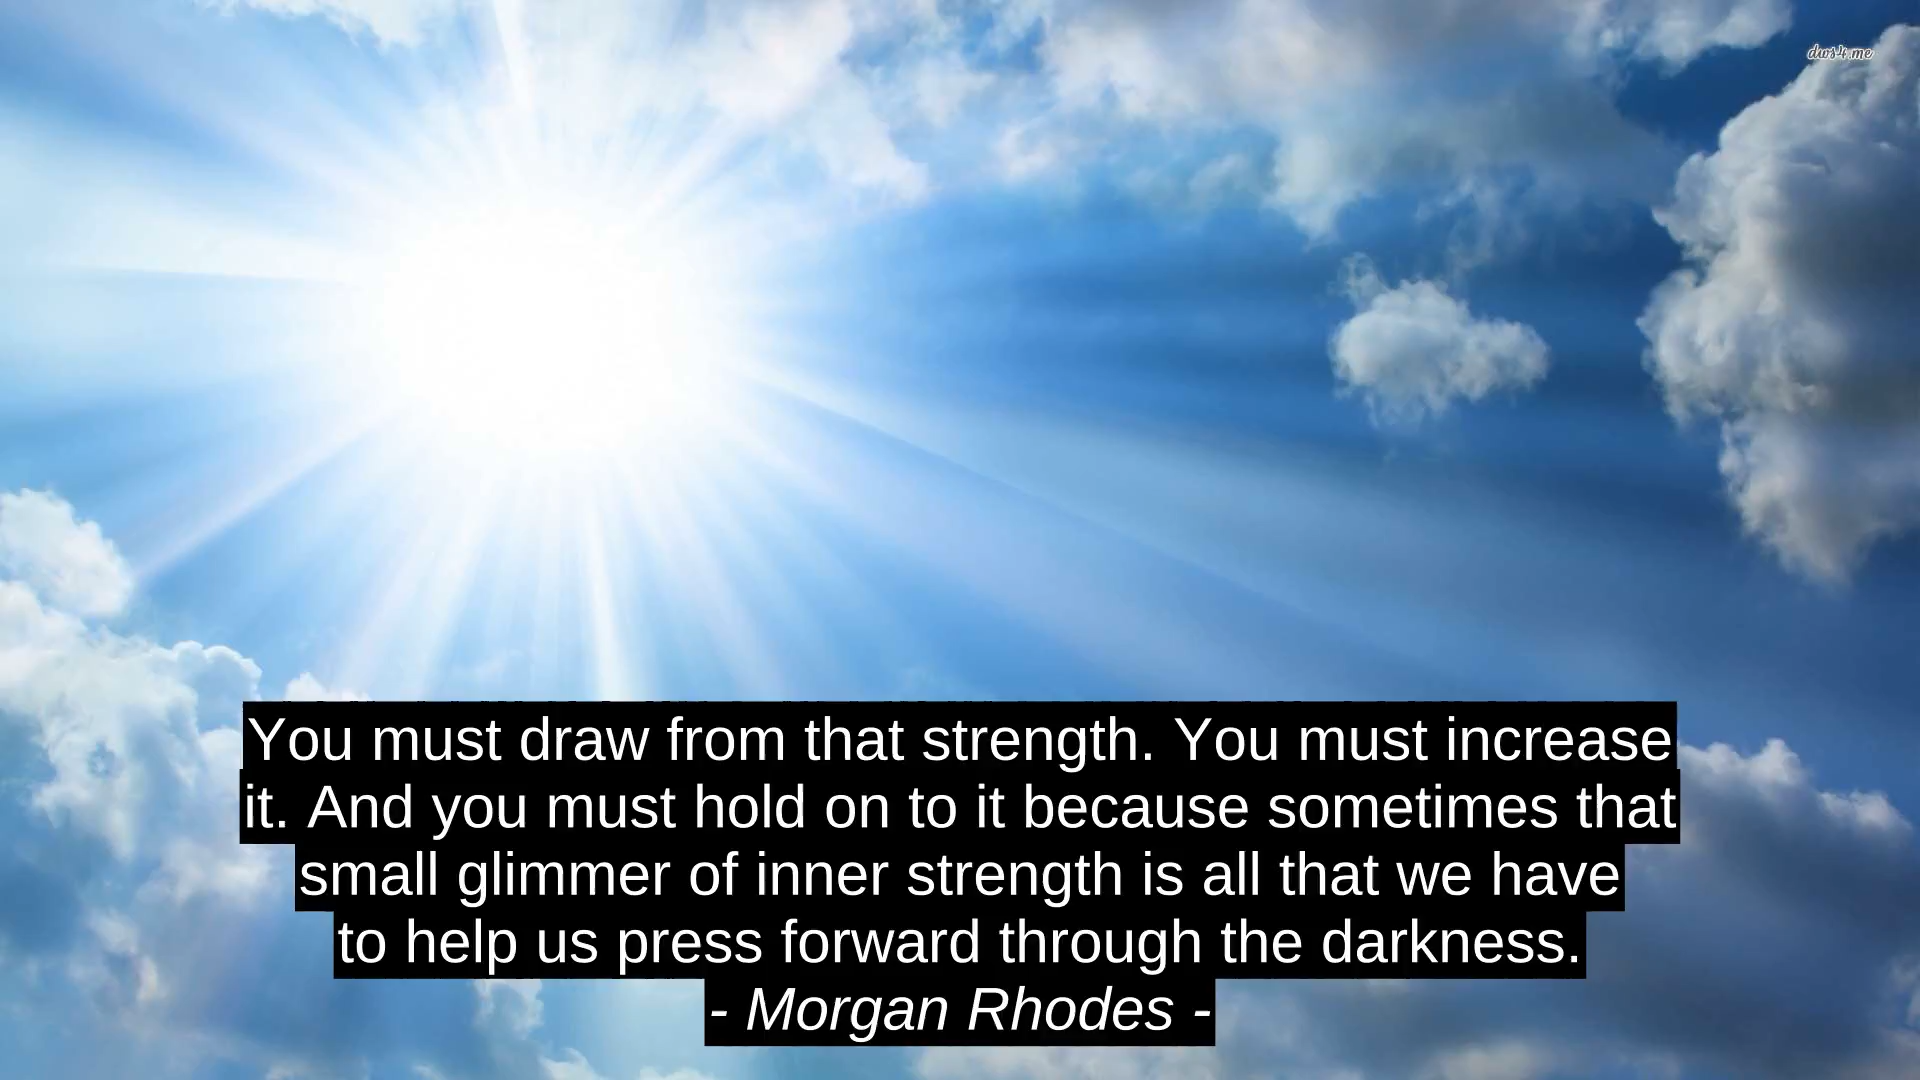 dws4.me
You must draw from that strength. You must increase
it. And you must hold on to it because sometimes that
small glimmer of inner strength is all that we have
to help us press forward through the darkness.
- Morgan Rhodes -